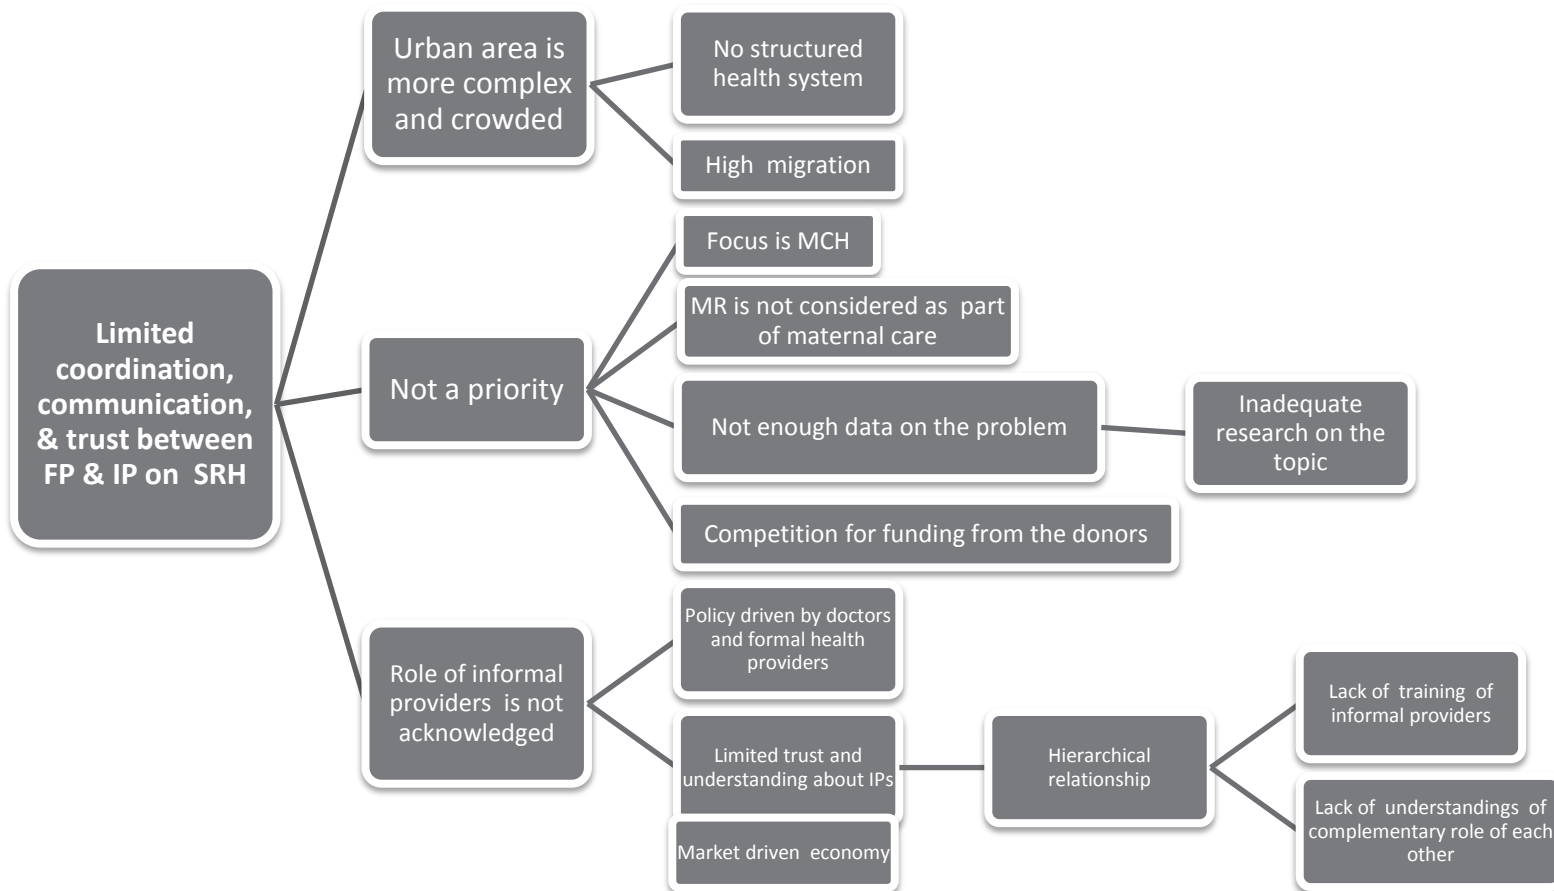 Limited
coordination,
communication,
& trust between
FP & IP on SRH
Urban area is
more complex
and crowded
No structured
health system
High migration
Not a priority
Focus is MCH
MR is not considered as part
of maternal care
Not enough data on the problem
Inadequate
research on the
topic
Competition for funding from the donors
Role of informal
providers is not
acknowledged
Policy driven by doctors
and formal health
providers
Limited trust and
understanding about IPs
Hierarchical
relationship
Lack of training of
informal providers
Lack of understandings of
complementary role of each
other
Market driven economy